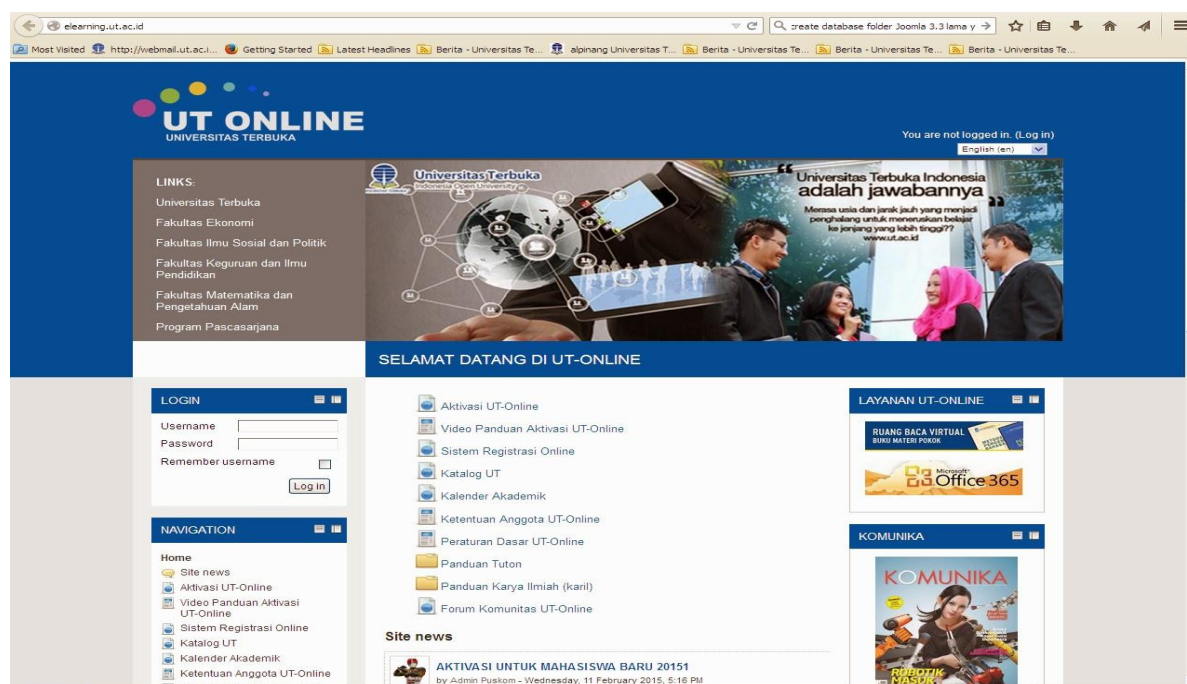 elearning.ut.ac.id
create database folder Joomla 3.3 lama y
Most Visited
http://webmail.ut.ac.i...
Getting Started
Latest Headlines
Berita - Universitas Te...
alpinang Universitas T...
Berita - Universitas Te...
Berita - Universitas Te...
Berita - Universitas Te...
UT ONLINE
UNIVERSITAS TERBUKA
You are not logged in. (Log in)
English (en)
LINKS:
Universitas Terbuka
Fakultas Ekonomi
Fakultas Ilmu Sosial dan Politik
Fakultas Keguruan dan Ilmu
Pendidikan
Fakultas Matematika dan
Pengetahuan Alam
Program Pascasarjana
Universitas Terbuka
Indonesia Open University
“ Universitas Terbuka Indonesia
adalah jawabannya ”
Merasa usia dan jarak jauh yang menjadi
penghalang untuk meneruskan belajar
ke jenjang yang lebih tinggi??
www.ut.ac.id
SELAMAT DATANG DI UT-ONLINE
LOGIN
Username
Password
Remember username
Log in
NAVIGATION
Home
Site news
Aktivasi UT-Online
Video Panduan Aktivasi
UT-Online
Sistem Registrasi Online
Katalog UT
Kalender Akademik
Ketentuan Anggota UT-Online
Aktivasi UT-Online
Video Panduan Aktivasi UT-Online
Sistem Registrasi Online
Katalog UT
Kalender Akademik
Ketentuan Anggota UT-Online
Peraturan Dasar UT-Online
Panduan Tuton
Panduan Karya Ilmiah (karil)
Forum Komunitas UT-Online
Site news
AKTIVASI UNTUK MAHASISWA BARU 20151
by Admin Puskom - Wednesday, 11 February 2015, 5:16 PM
LAYANAN UT-ONLINE
RUANG BACA VIRTUAL
BUKU MATERI POKOK
Microsoft
Office 365
KOMUNIKA
KOMUNIKA
ROBOTIK
MASUK